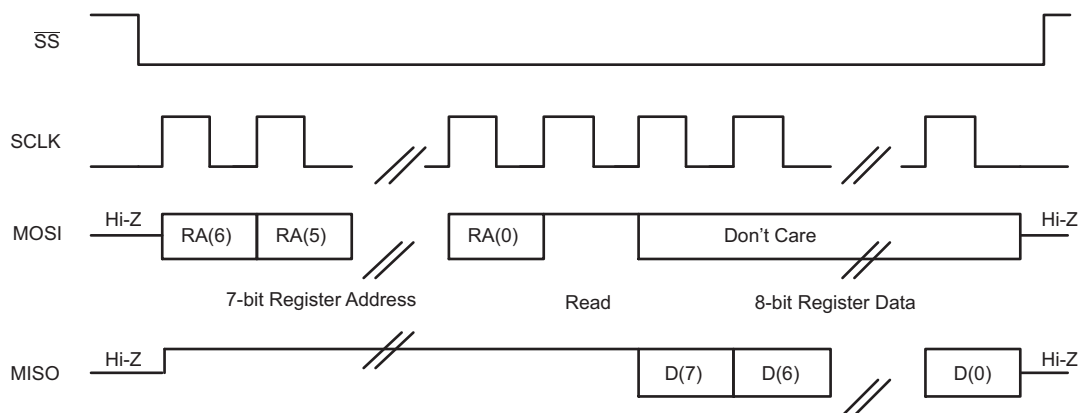 SS
SCLK
MOSI Hi-Z RA(6) RA(5) RA(0) Don't Care Hi-Z
7-bit Register Address Read 8-bit Register Data
MISO Hi-Z D(7) D(6) D(0) Hi-Z